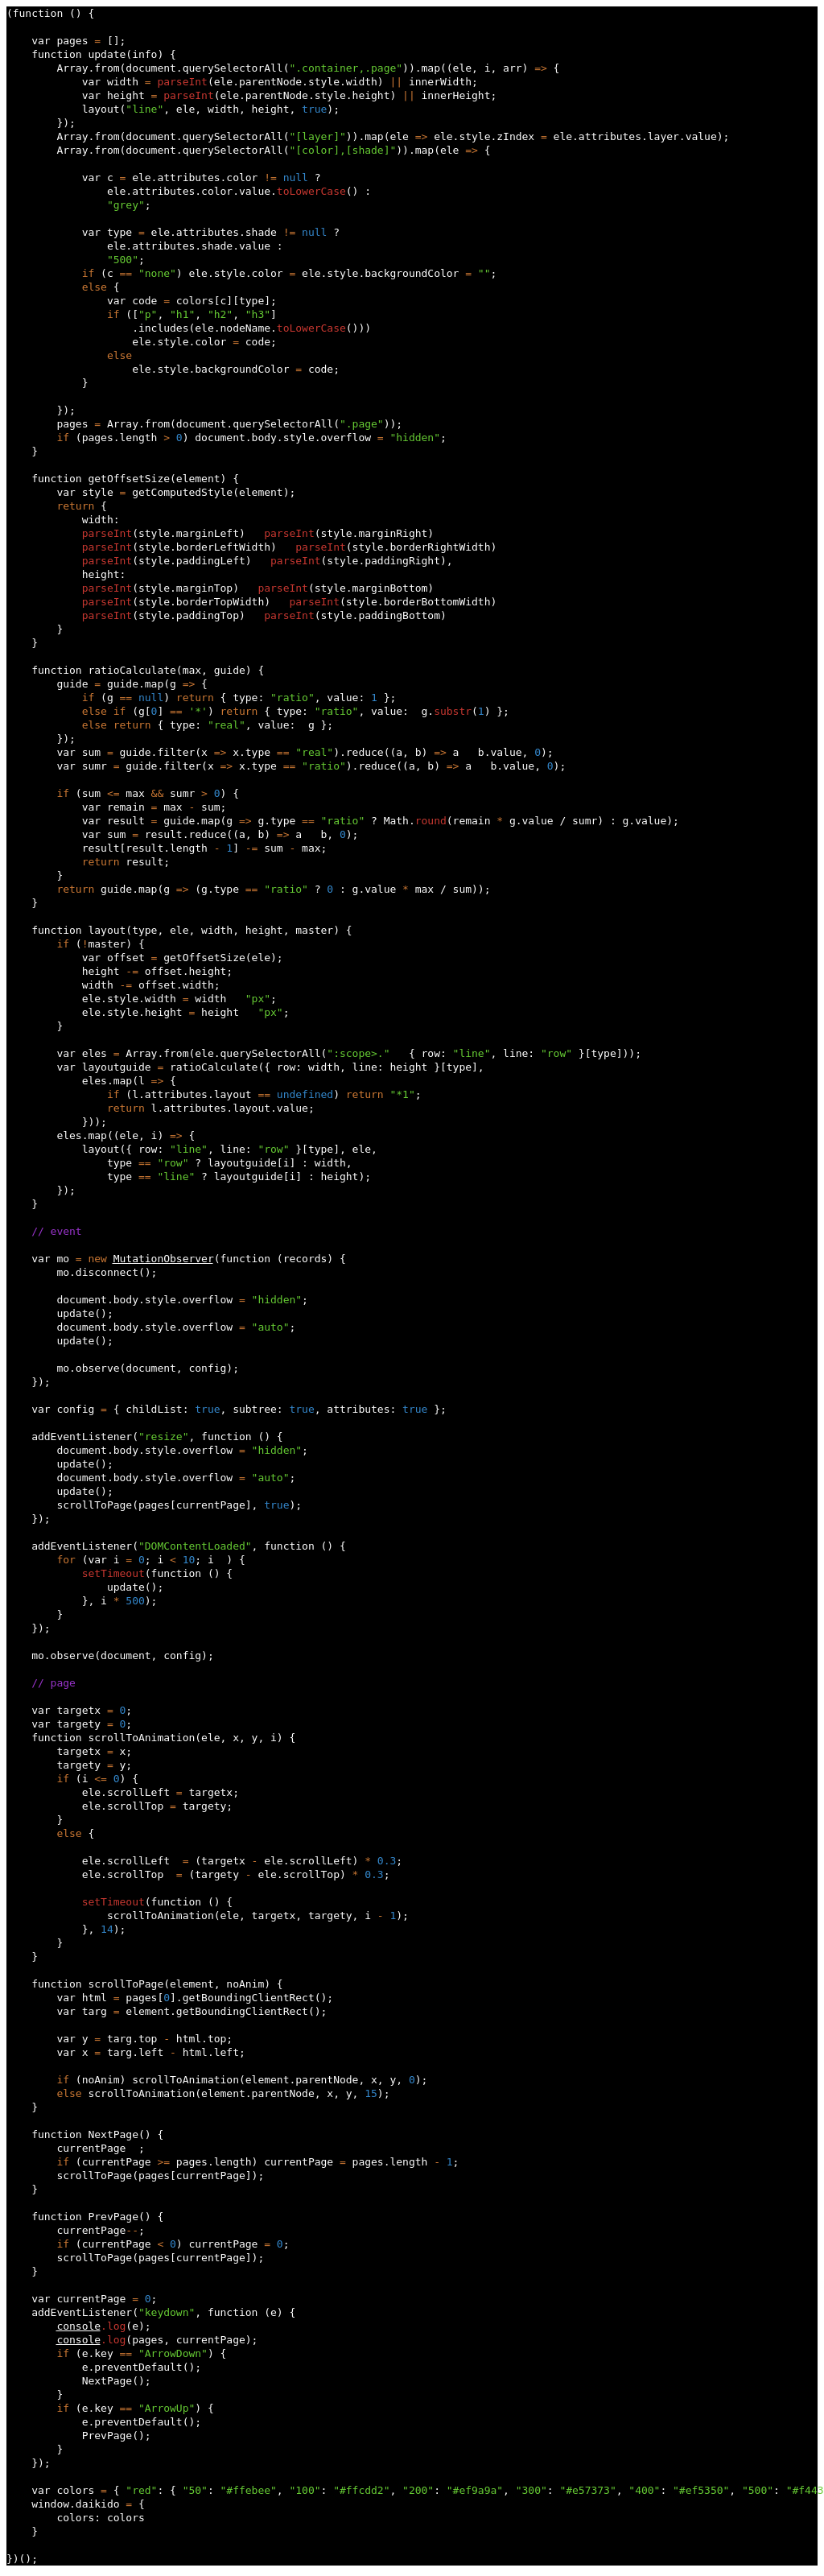 (function () {

    var pages = [];
    function update(info) {
        Array.from(document.querySelectorAll(".container,.page")).map((ele, i, arr) => {
            var width = parseInt(ele.parentNode.style.width) || innerWidth;
            var height = parseInt(ele.parentNode.style.height) || innerHeight;
            layout("line", ele, width, height, true);
        });
        Array.from(document.querySelectorAll("[layer]")).map(ele => ele.style.zIndex = ele.attributes.layer.value);
        Array.from(document.querySelectorAll("[color],[shade]")).map(ele => {

            var c = ele.attributes.color != null ?
                ele.attributes.color.value.toLowerCase() :
                "grey";

            var type = ele.attributes.shade != null ?
                ele.attributes.shade.value :
                "500";
            if (c == "none") ele.style.color = ele.style.backgroundColor = "";
            else {
                var code = colors[c][type];
                if (["p", "h1", "h2", "h3"]
                    .includes(ele.nodeName.toLowerCase()))
                    ele.style.color = code;
                else
                    ele.style.backgroundColor = code;
            }

        });
        pages = Array.from(document.querySelectorAll(".page"));
        if (pages.length > 0) document.body.style.overflow = "hidden";
    }

    function getOffsetSize(element) {
        var style = getComputedStyle(element);
        return {
            width:
            parseInt(style.marginLeft)   parseInt(style.marginRight)
            parseInt(style.borderLeftWidth)   parseInt(style.borderRightWidth)
            parseInt(style.paddingLeft)   parseInt(style.paddingRight),
            height:
            parseInt(style.marginTop)   parseInt(style.marginBottom)
            parseInt(style.borderTopWidth)   parseInt(style.borderBottomWidth)
            parseInt(style.paddingTop)   parseInt(style.paddingBottom)
        }
    }

    function ratioCalculate(max, guide) {
        guide = guide.map(g => {
            if (g == null) return { type: "ratio", value: 1 };
            else if (g[0] == '*') return { type: "ratio", value:  g.substr(1) };
            else return { type: "real", value:  g };
        });
        var sum = guide.filter(x => x.type == "real").reduce((a, b) => a   b.value, 0);
        var sumr = guide.filter(x => x.type == "ratio").reduce((a, b) => a   b.value, 0);

        if (sum <= max && sumr > 0) {
            var remain = max - sum;
            var result = guide.map(g => g.type == "ratio" ? Math.round(remain * g.value / sumr) : g.value);
            var sum = result.reduce((a, b) => a   b, 0);
            result[result.length - 1] -= sum - max;
            return result;
        }
        return guide.map(g => (g.type == "ratio" ? 0 : g.value * max / sum));
    }

    function layout(type, ele, width, height, master) {
        if (!master) {
            var offset = getOffsetSize(ele);
            height -= offset.height;
            width -= offset.width;
            ele.style.width = width   "px";
            ele.style.height = height   "px";
        }

        var eles = Array.from(ele.querySelectorAll(":scope>."   { row: "line", line: "row" }[type]));
        var layoutguide = ratioCalculate({ row: width, line: height }[type],
            eles.map(l => {
                if (l.attributes.layout == undefined) return "*1";
                return l.attributes.layout.value;
            }));
        eles.map((ele, i) => {
            layout({ row: "line", line: "row" }[type], ele,
                type == "row" ? layoutguide[i] : width,
                type == "line" ? layoutguide[i] : height);
        });
    }

    // event

    var mo = new MutationObserver(function (records) {
        mo.disconnect();

        document.body.style.overflow = "hidden";
        update();
        document.body.style.overflow = "auto";
        update();

        mo.observe(document, config);
    });

    var config = { childList: true, subtree: true, attributes: true };

    addEventListener("resize", function () {
        document.body.style.overflow = "hidden";
        update();
        document.body.style.overflow = "auto";
        update();
        scrollToPage(pages[currentPage], true);
    });

    addEventListener("DOMContentLoaded", function () {
        for (var i = 0; i < 10; i  ) {
            setTimeout(function () {
                update();
            }, i * 500);
        }
    });

    mo.observe(document, config);

    // page

    var targetx = 0;
    var targety = 0;
    function scrollToAnimation(ele, x, y, i) {
        targetx = x;
        targety = y;
        if (i <= 0) {
            ele.scrollLeft = targetx;
            ele.scrollTop = targety;
        }
        else {

            ele.scrollLeft  = (targetx - ele.scrollLeft) * 0.3;
            ele.scrollTop  = (targety - ele.scrollTop) * 0.3;

            setTimeout(function () {
                scrollToAnimation(ele, targetx, targety, i - 1);
            }, 14);
        }
    }

    function scrollToPage(element, noAnim) {
        var html = pages[0].getBoundingClientRect();
        var targ = element.getBoundingClientRect();

        var y = targ.top - html.top;
        var x = targ.left - html.left;

        if (noAnim) scrollToAnimation(element.parentNode, x, y, 0);
        else scrollToAnimation(element.parentNode, x, y, 15);
    }

    function NextPage() {
        currentPage  ;
        if (currentPage >= pages.length) currentPage = pages.length - 1;
        scrollToPage(pages[currentPage]);
    }

    function PrevPage() {
        currentPage--;
        if (currentPage < 0) currentPage = 0;
        scrollToPage(pages[currentPage]);
    }

    var currentPage = 0;
    addEventListener("keydown", function (e) {
        console.log(e);
        console.log(pages, currentPage);
        if (e.key == "ArrowDown") {
            e.preventDefault();
            NextPage();
        }
        if (e.key == "ArrowUp") {
            e.preventDefault();
            PrevPage();
        }
    });

    var colors = { "red": { "50": "#ffebee", "100": "#ffcdd2", "200": "#ef9a9a", "300": "#e57373", "400": "#ef5350", "500": "#f443
    window.daikido = {
        colors: colors
    }

})();